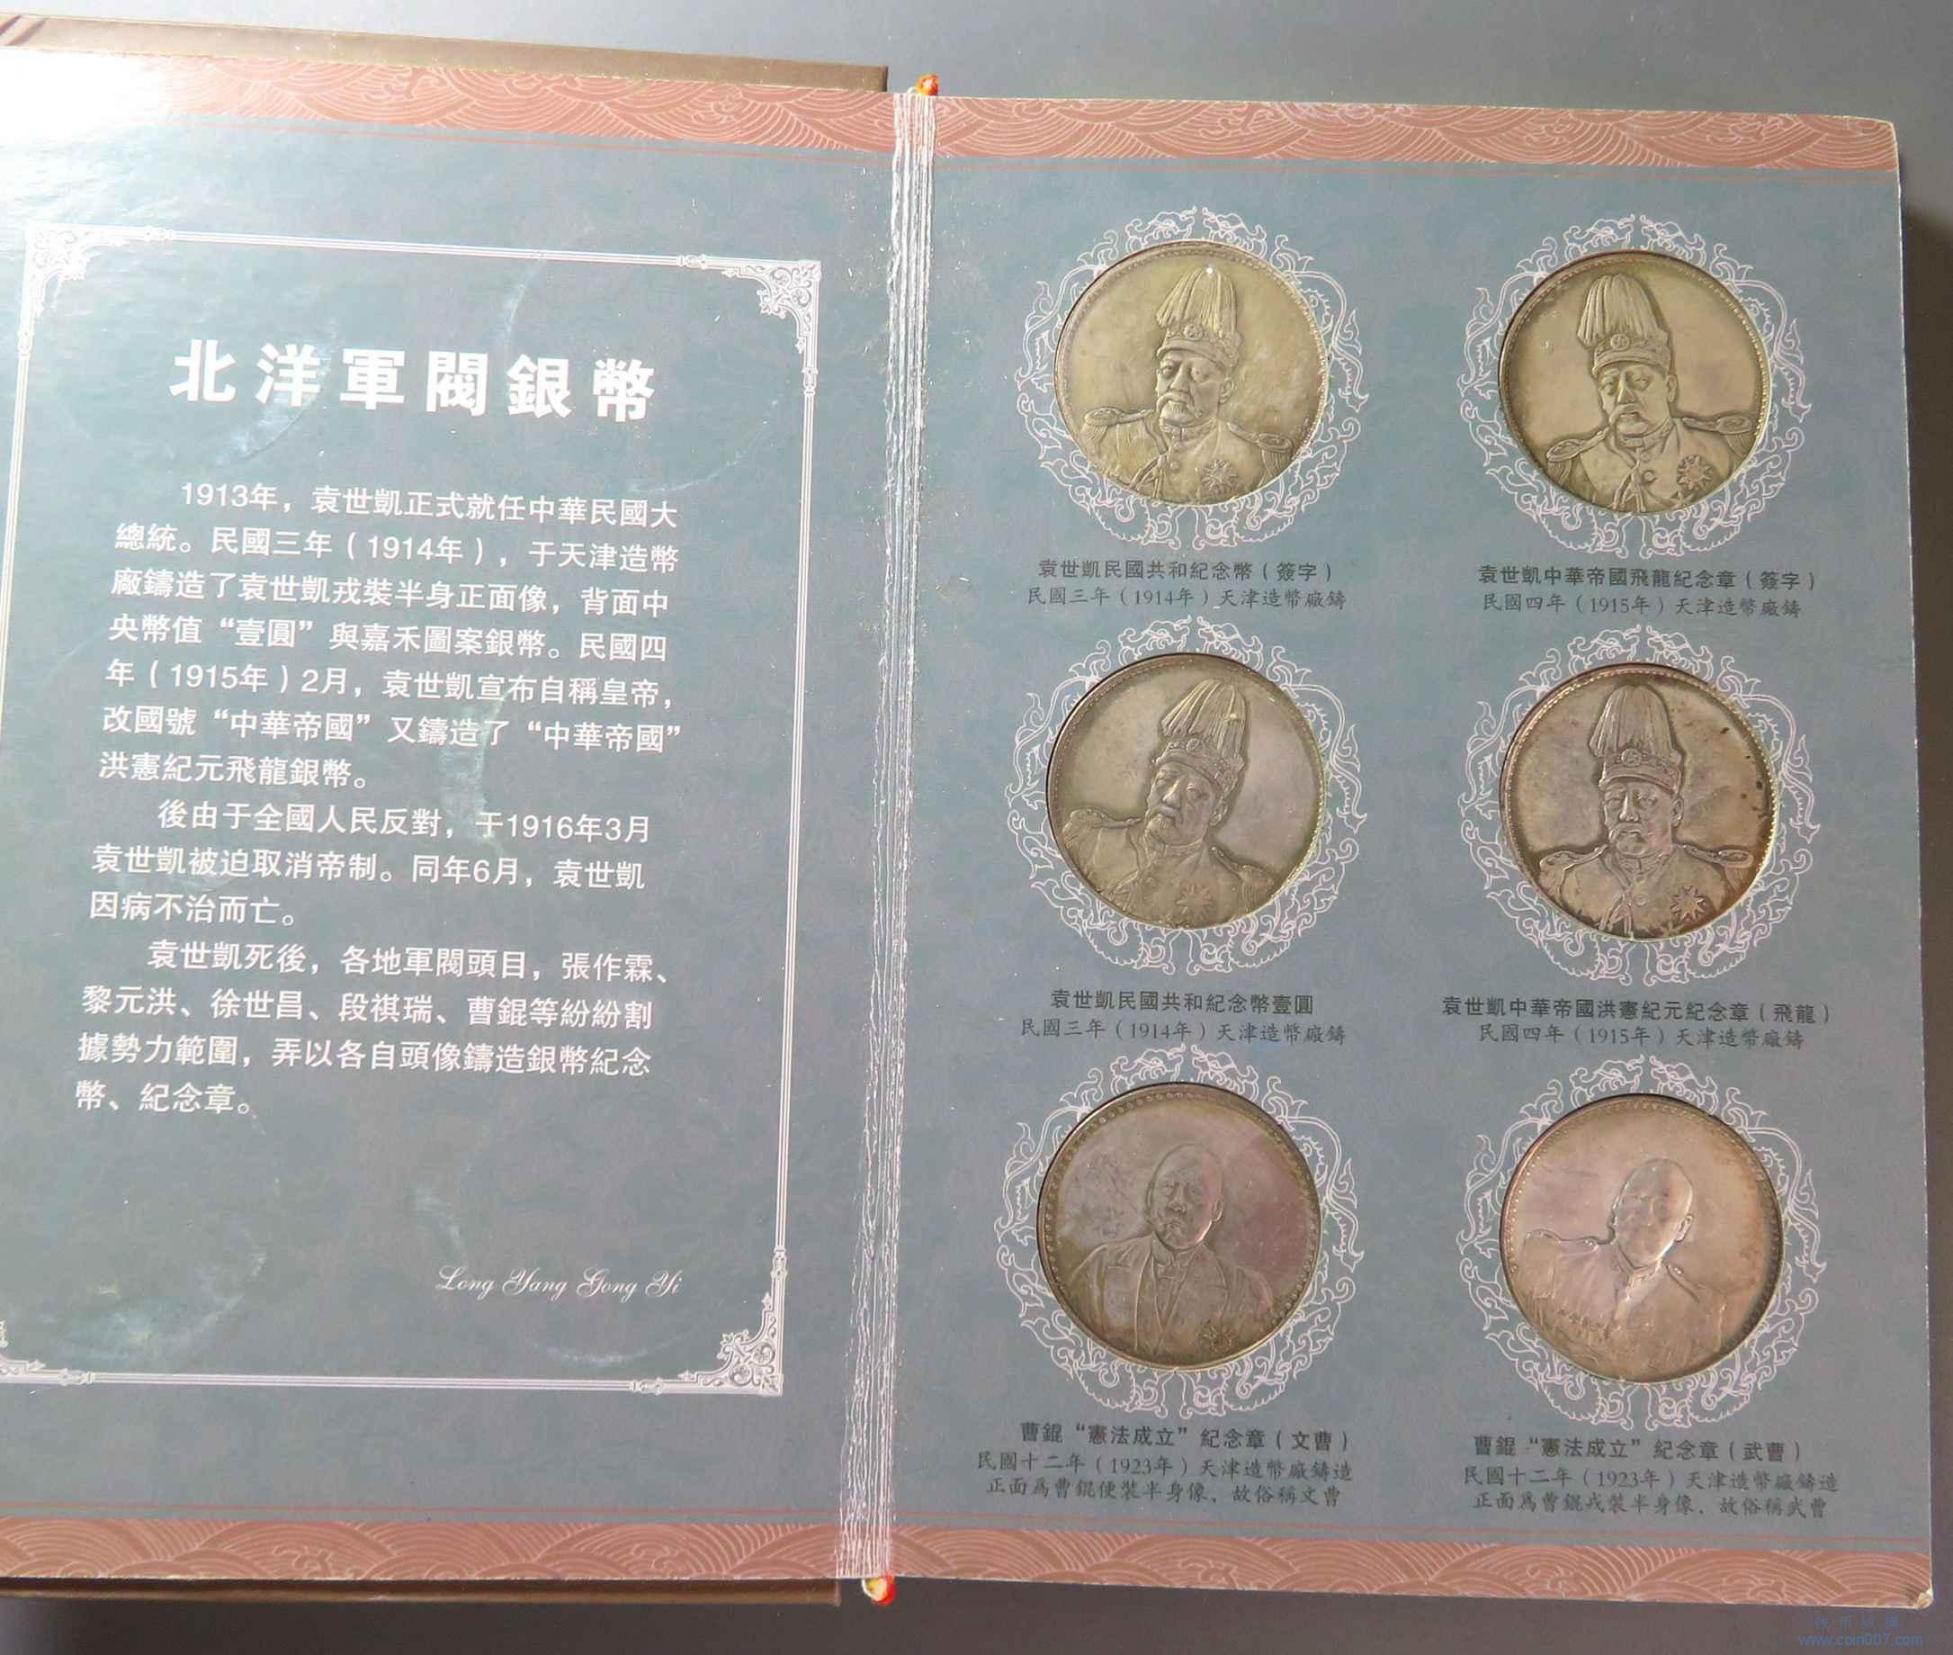 北洋軍閥銀幣
1913年，袁世凱正式就任中華民國大
總統。民國三年（1914年），于天津造幣
廠鑄造了袁世凱戎裝半身正面像，背面中
央幣值“壹圓”與嘉禾圖案銀幣。民國四
年（1915年）2月，袁世凱宣布自稱皇帝，
改國號“中華帝國”又鑄造了“中華帝國”
洪憲紀元飛龍銀幣。
後由于全國人民反對，于1916年3月
袁世凱被迫取消帝制。同年6月，袁世凱
因病不治而亡。
袁世凱死後，各地軍閥頭目，張作霖、
黎元洪、徐世昌、段祺瑞、曹錕等紛紛割
據勢力範圍，弄以各自頭像鑄造銀幣紀念
幣、紀念章。
Long Yang Gong Yi
袁世凱民國共和紀念幣（簽字）
民國三年（1914年）天津造幣廠鑄
袁世凱中華帝國飛龍紀念章（簽字）
民國四年（1915年）天津造幣廠鑄
袁世凱民國共和紀念幣壹圓
民國三年（1914年）天津造幣廠鑄
袁世凱中華帝國洪憲紀元紀念章（飛龍）
民國四年（1915年）天津造幣廠鑄
曹錕“憲法成立”紀念章（文曹）
民國十二年（1923年）天津造幣廠鑄造
正面爲曹錕便裝半身像，故俗稱文曹
曹錕“憲法成立”紀念章（武曹）
民國十二年（1923年）天津造幣廠鑄造
正面爲曹錕戎裝半身像，故俗稱武曹
www.coin007.com